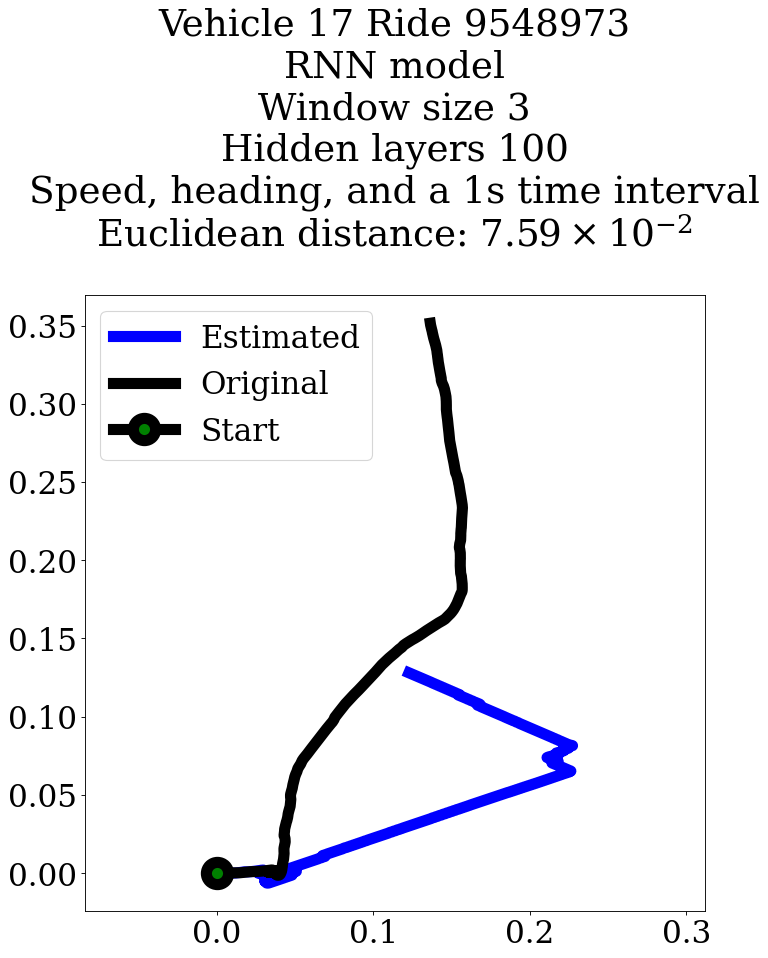 Vehicle 17 Ride 9548973
RNN model
Window size 3
Hidden layers 100
Speed, heading, and a 1s time interval
Euclidean distance: 7.59 × 10⁻²
Estimated
Original
Start
0.35
0.30
0.25
0.20
0.15
0.10
0.05
0.00
0.0 0.1 0.2 0.3